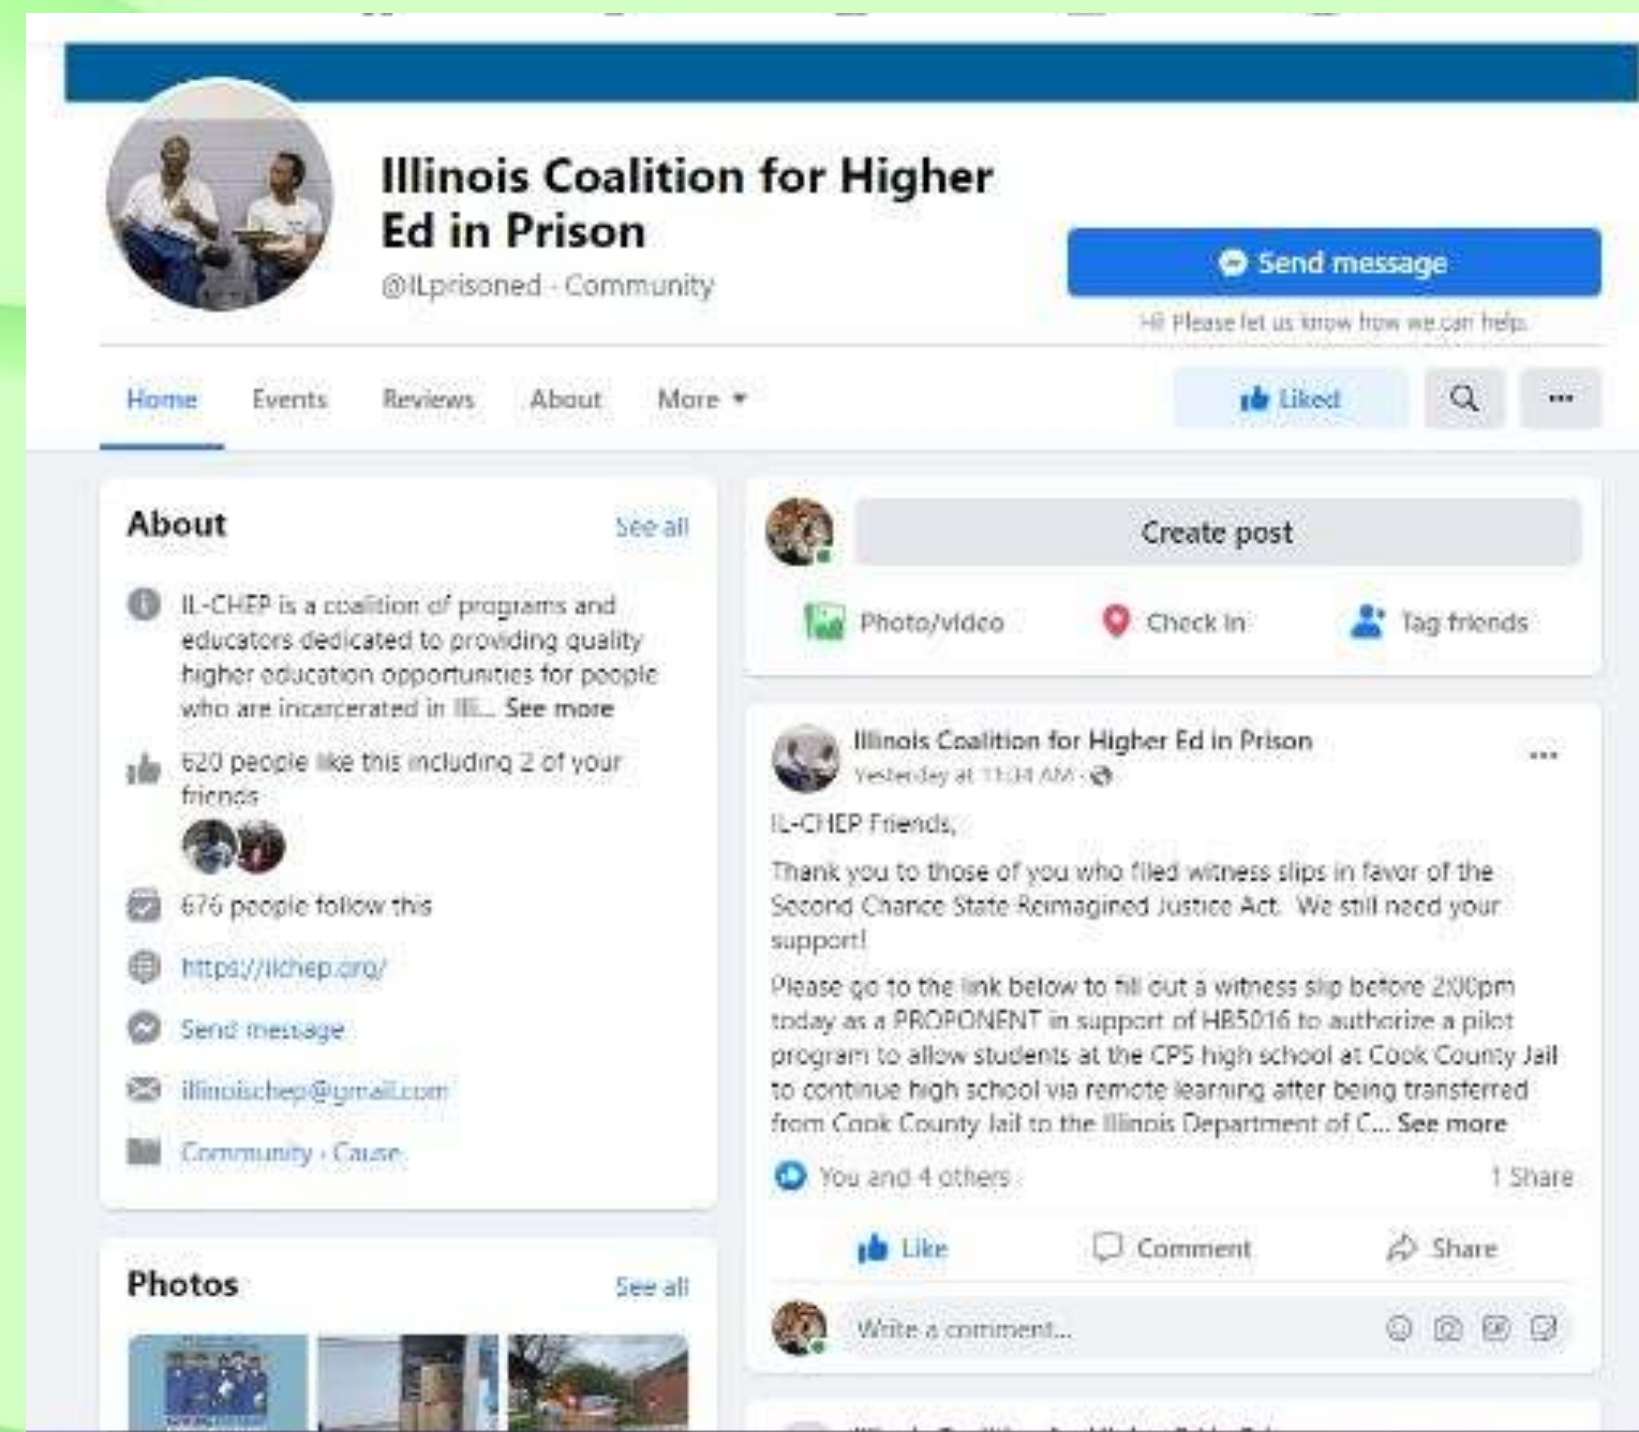 Illinois Coalition for Higher
Ed in Prison
@ILprisoned · Community
Send message
Hi! Please let us know how we can help.
Home
Events
Reviews
About
More
Liked
About
See all
IL-CHEP is a coalition of programs and
educators dedicated to providing quality
higher education opportunities for people
who are incarcerated in Illi... See more
620 people like this including 2 of your
friends
676 people follow this
https://ilchep.org/
Send message
illinoischep@gmail.com
Community · Cause
Photos
See all
Create post
Photo/video
Check in
Tag friends
Illinois Coalition for Higher Ed in Prison
Yesterday at 11:34 AM
IL-CHEP Friends,
Thank you to those of you who filed witness slips in favor of the
Second Chance State Reimagined Justice Act. We still need your
support!
Please go to the link below to fill out a witness slip before 2:00pm
today as a PROPONENT in support of HB5016 to authorize a pilot
program to allow students at the CPS high school at Cook County Jail
to continue high school via remote learning after being transferred
from Cook County Jail to the Illinois Department of C... See more
You and 4 others
1 Share
Like
Comment
Share
Write a comment...